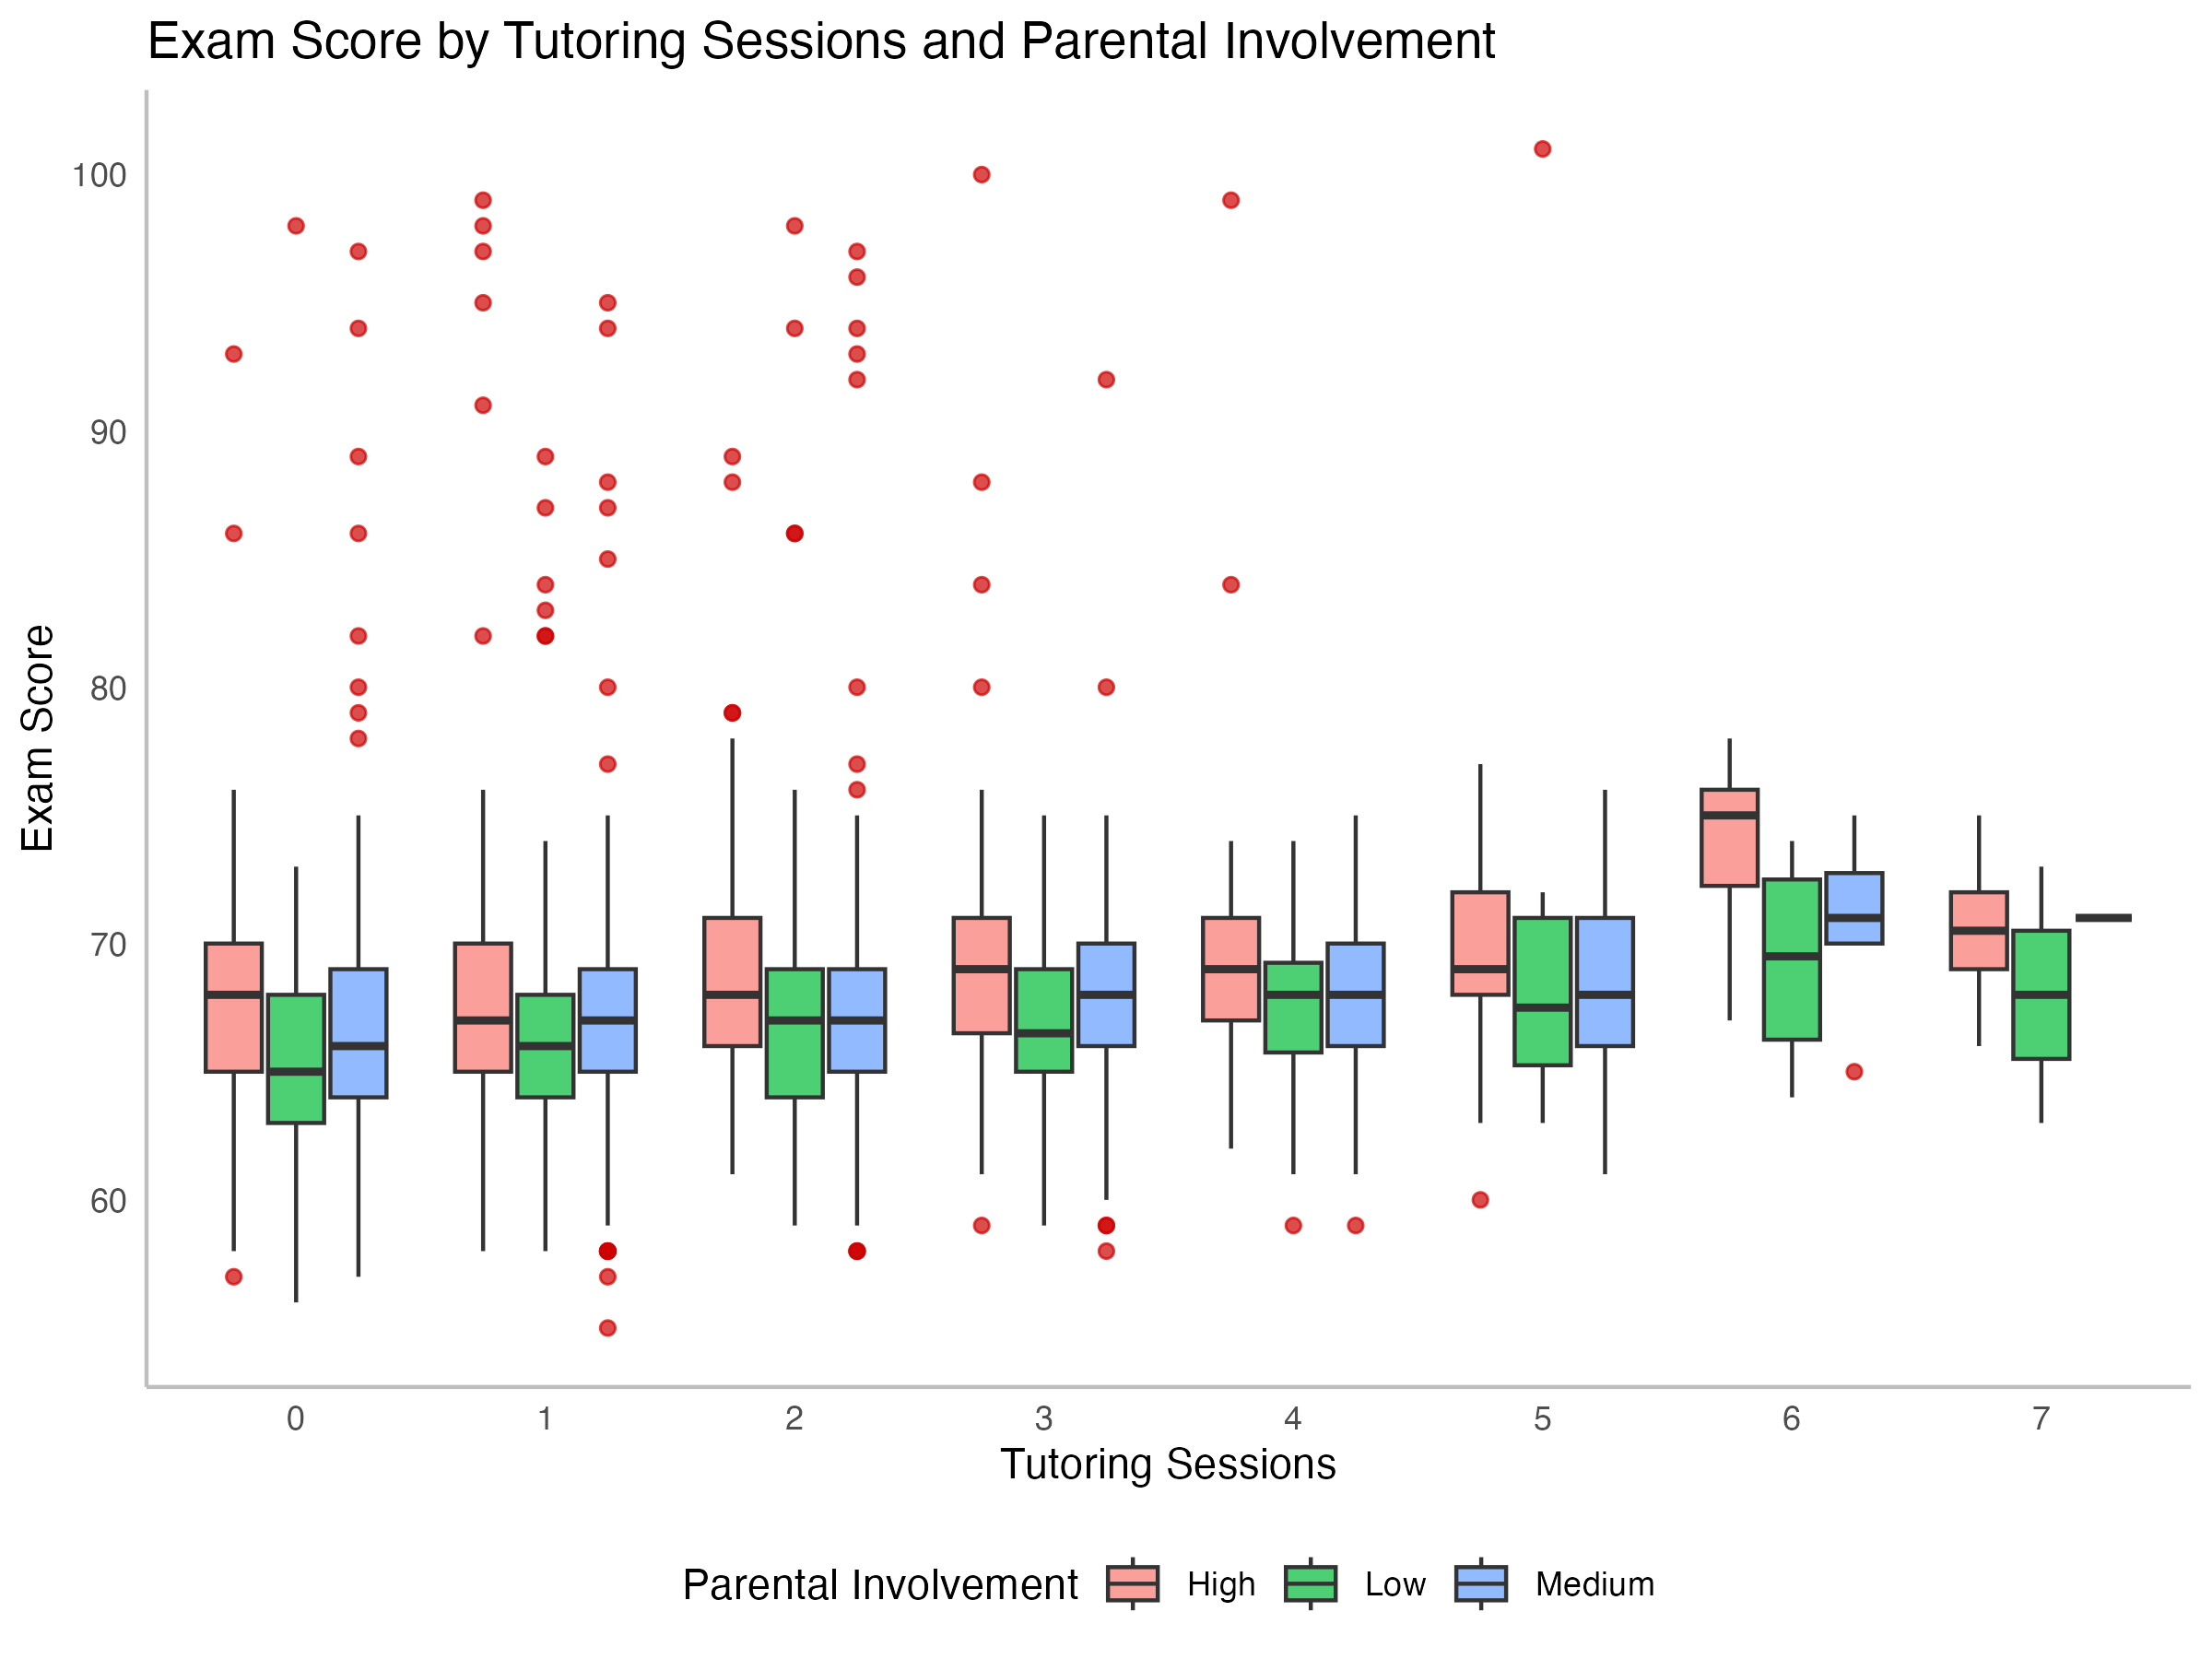 Exam Score by Tutoring Sessions and Parental Involvement
Exam Score
100
90
80
70
60
0 1 2 3 4 5 6 7
Tutoring Sessions
Parental Involvement High Low Medium